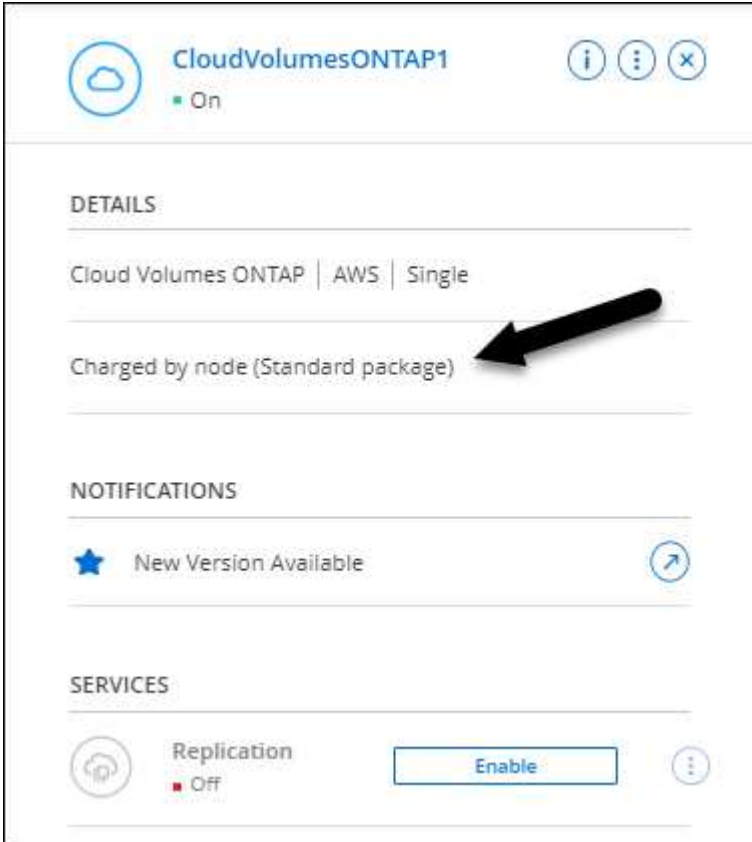 CloudVolumesONTAP1
On
DETAILS
Cloud Volumes ONTAP | AWS | Single
Charged by node (Standard package)
NOTIFICATIONS
New Version Available
SERVICES
Replication
Enable
Off